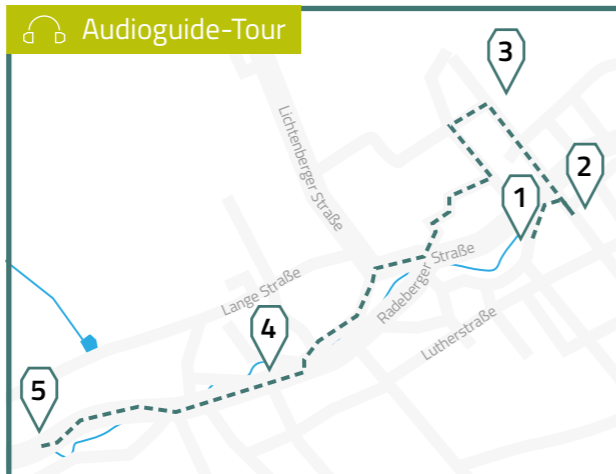 Audioguide-Tour
3
Lichtenberger Straße
2
1
Radeberger Straße
Lange Straße
4
Lutherstraße
5